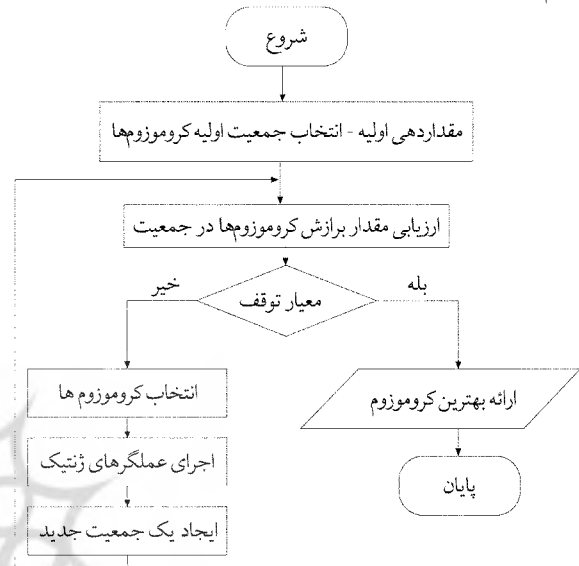 شروع
مقداردهی اولیه - انتخاب جمعیت اولیه کروموزوم‌ها
ارزیابی مقدار برازش کروموزوم‌ها در جمعیت
معیار توقف
خیر
بله
انتخاب کروموزوم ها
ارائه بهترین کروموزوم
اجرای عملگرهای ژنتیک
پایان
ایجاد یک جمعیت جدید